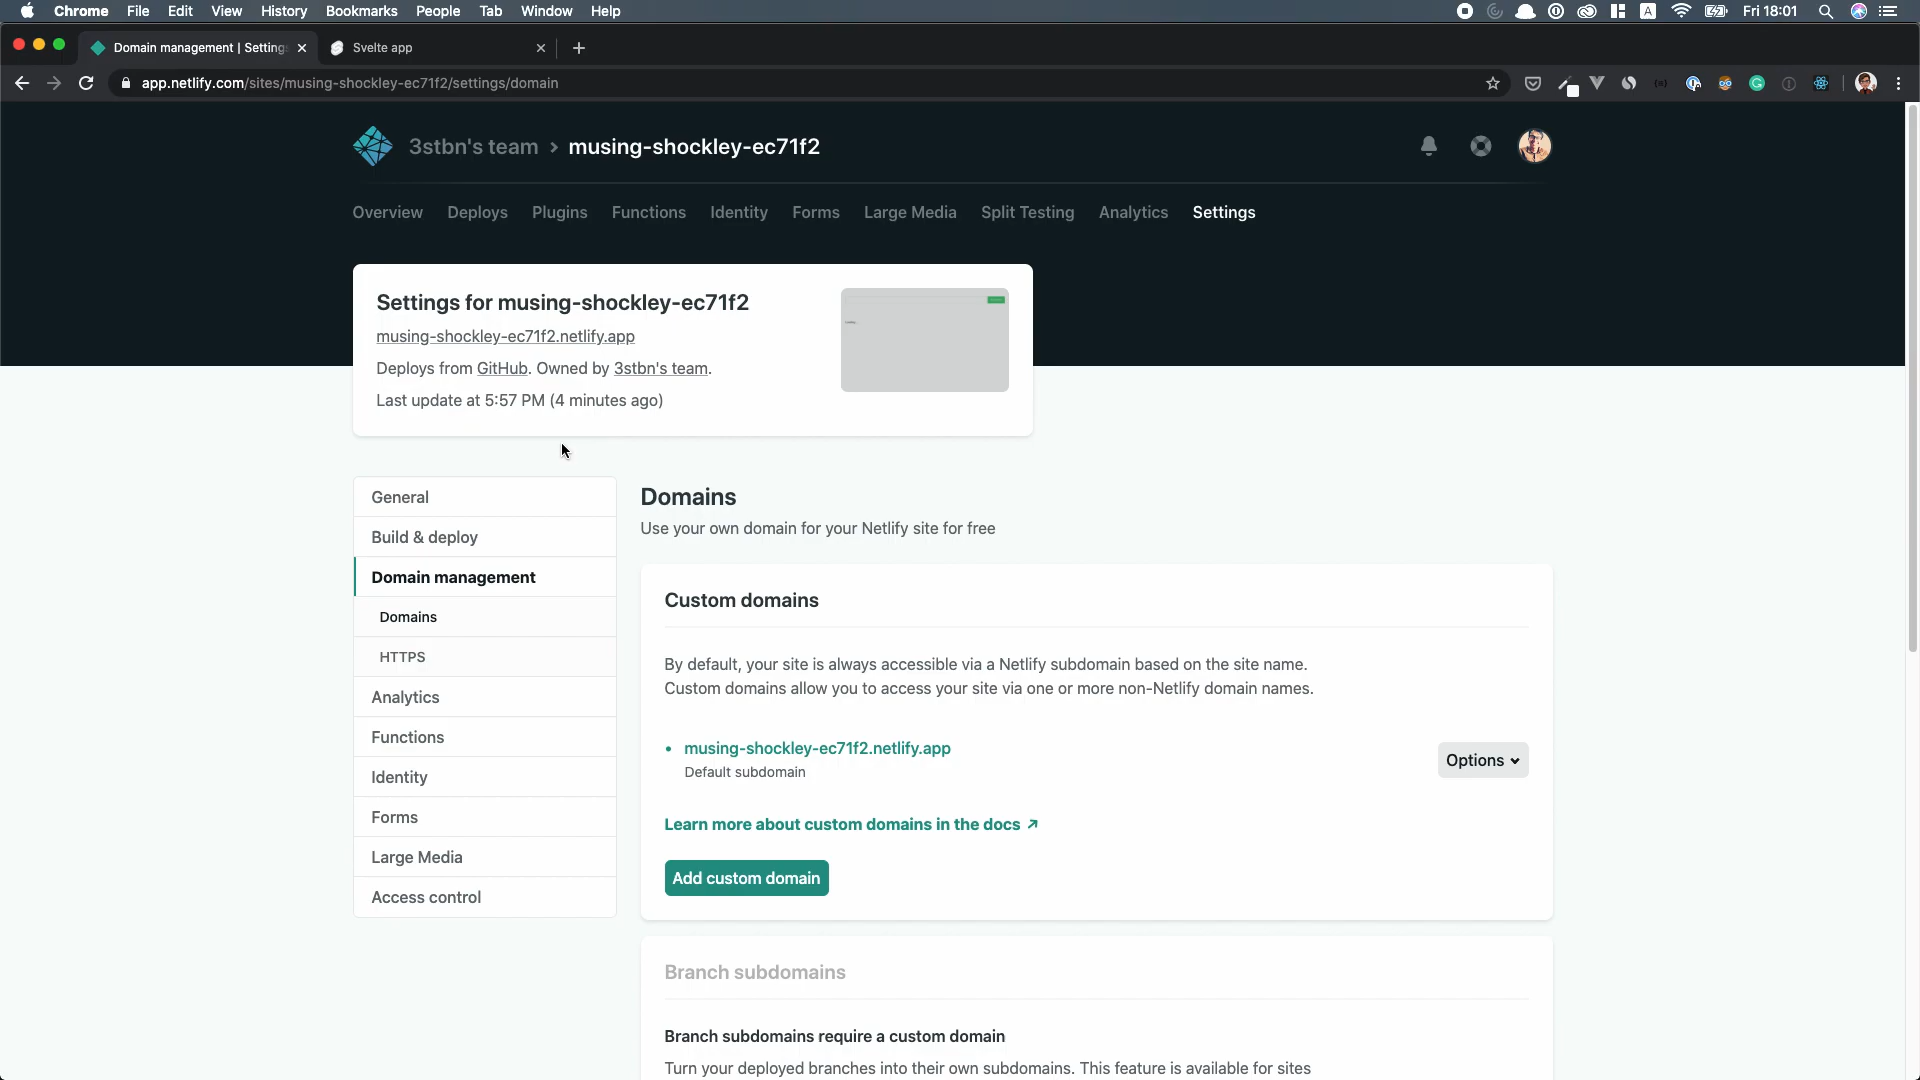 Chrome File Edit View History Bookmarks People Tab Window Help Fri 18:01
Domain management | Settings Svelte app
app.netlify.com/sites/musing-shockley-ec71f2/settings/domain
3stbn's team > musing-shockley-ec71f2
Overview Deploys Plugins Functions Identity Forms Large Media Split Testing Analytics Settings
Settings for musing-shockley-ec71f2
musing-shockley-ec71f2.netlify.app
Deploys from GitHub. Owned by 3stbn's team.
Last update at 5:57 PM (4 minutes ago)
General
Build & deploy
Domain management
Domains
HTTPS
Analytics
Functions
Identity
Forms
Large Media
Access control
Domains
Use your own domain for your Netlify site for free
Custom domains
By default, your site is always accessible via a Netlify subdomain based on the site name.
Custom domains allow you to access your site via one or more non-Netlify domain names.
• musing-shockley-ec71f2.netlify.app
Default subdomain
Options
Learn more about custom domains in the docs ↗
Add custom domain
Branch subdomains
Branch subdomains require a custom domain
Turn your deployed branches into their own subdomains. This feature is available for sites